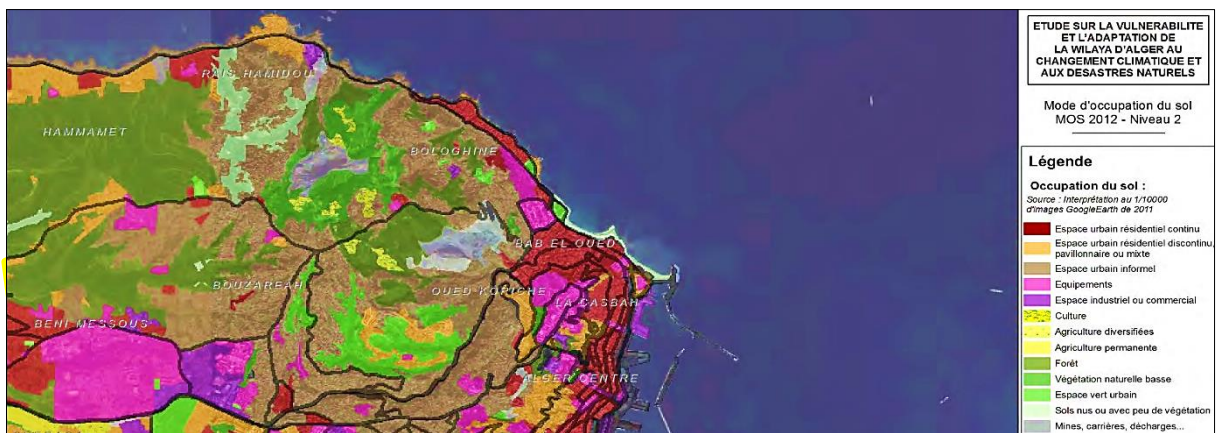 ETUDE SUR LA VULNERABILITE
ET L'ADAPTATION DE
LA WILAYA D'ALGER AU
CHANGEMENT CLIMATIQUE ET
AUX DESASTRES NATURELS
Mode d'occupation du sol
MOS 2012 - Niveau 2
Légende
Occupation du sol :
Source : Interprétation au 1/10000
d'images GoogleEarth de 2011
Espace urbain résidentiel continu
Espace urbain résidentiel discontinu,
pavillonnaire ou mixte
Espace urbain informel
Equipements
Espace industriel ou commercial
Culture
Agriculture diversifiées
Agriculture permanente
Forêt
Végétation naturelle basse
Espace vert urbain
Sols nus ou avec peu de végétation
Mines, carrières, décharges...
RAIS HAMIDOU
HAMMAMET
BOLOGHINE
BAB EL OUED
BOUZAREAH
OUED KORICHE
LA CASBAH
BENI MESSOUS
ALGER CENTRE